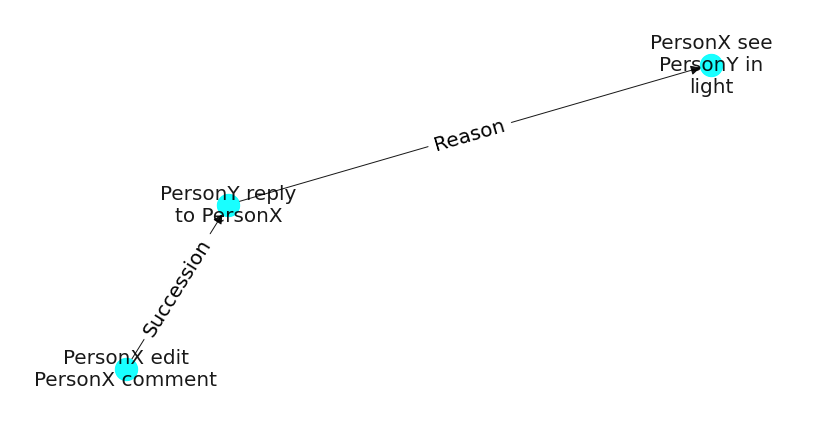 PersonX see
PersonY in
light
Reason
PersonY reply
to PersonX
Succession
PersonX edit
PersonX comment